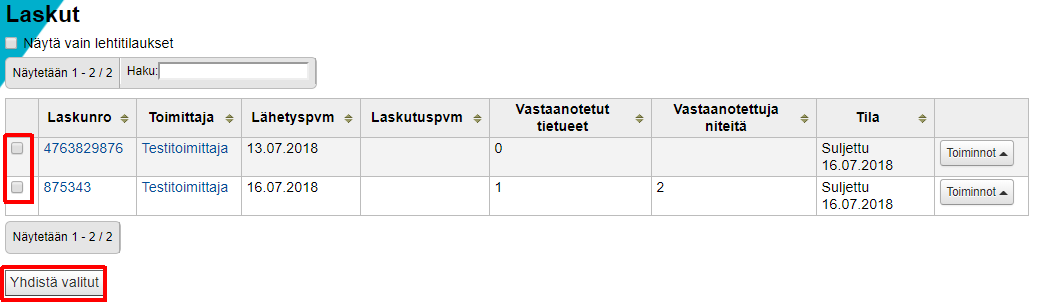 Laskut
Näytä vain lehtitilaukset
Näytetään 1 - 2 / 2 Haku:
Laskunro Toimittaja Lähetyspvm Laskutuspvm Vastaanotetut tietueet Vastaanotettuja niteitä Tila
4763829876 Testitoimittaja 13.07.2018 0 Suljettu 16.07.2018 Toiminnot
875343 Testitoimittaja 16.07.2018 1 2 Suljettu 16.07.2018 Toiminnot
Näytetään 1 - 2 / 2
Yhdistä valitut